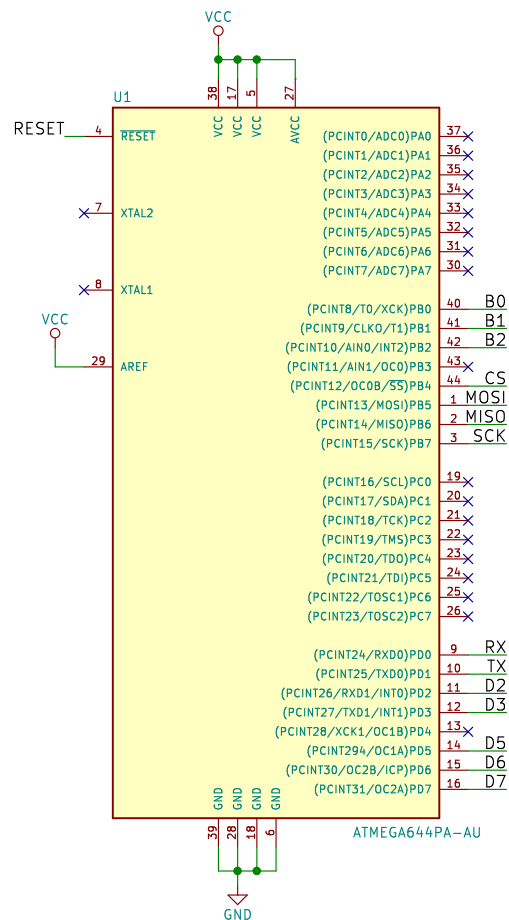 VCC
U1
38 17 5 27
VCC VCC VCC AVCC
RESET 4 RESET
(PCINT0/ADC0)PA0 37
(PCINT1/ADC1)PA1 36
(PCINT2/ADC2)PA2 35
(PCINT3/ADC3)PA3 34
7 XTAL2 (PCINT4/ADC4)PA4 33
(PCINT5/ADC5)PA5 32
(PCINT6/ADC6)PA6 31
(PCINT7/ADC7)PA7 30
8 XTAL1
(PCINT8/T0/XCK)PB0 40 B0
VCC
(PCINT9/CLKO/T1)PB1 41 B1
(PCINT10/AIN0/INT2)PB2 42 B2
29 AREF (PCINT11/AIN1/OC0)PB3 43
(PCINT12/OC0B/SS)PB4 44 CS
(PCINT13/MOSI)PB5 1 MOSI
(PCINT14/MISO)PB6 2 MISO
(PCINT15/SCK)PB7 3 SCK
(PCINT16/SCL)PC0 19
(PCINT17/SDA)PC1 20
(PCINT18/TCK)PC2 21
(PCINT19/TMS)PC3 22
(PCINT20/TDO)PC4 23
(PCINT21/TDI)PC5 24
(PCINT22/TOSC1)PC6 25
(PCINT23/TOSC2)PC7 26
(PCINT24/RXD0)PD0 9 RX
(PCINT25/TXD0)PD1 10 TX
(PCINT26/RXD1/INT0)PD2 11 D2
(PCINT27/TXD1/INT1)PD3 12 D3
(PCINT28/XCK1/OC1B)PD4 13
(PCINT294/OC1A)PD5 14 D5
(PCINT30/OC2B/ICP)PD6 15 D6
(PCINT31/OC2A)PD7 16 D7
GND GND GND GND
39 28 18 6
ATMEGA644PA-AU
GND